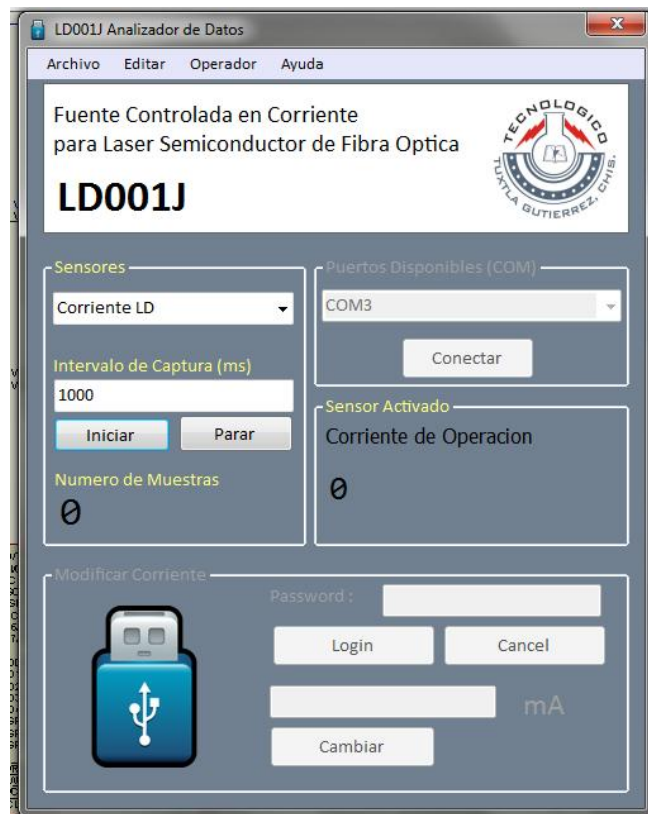 LD001J Analizador de Datos
x
Archivo Editar Operador Ayuda
Fuente Controlada en Corriente
para Laser Semiconductor de Fibra Optica
LD001J
TECNOLOGICO
TUXTLA GUTIERREZ, CHIS.
Sensores
Corriente LD
Intervalo de Captura (ms)
1000
Iniciar Parar
Numero de Muestras
0
Puertos Disponibles (COM)
COM3
Conectar
Sensor Activado
Corriente de Operacion
0
Modificar Corriente
Password :
Login Cancel
mA
Cambiar